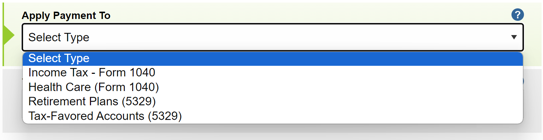 Apply Payment To
?
Select Type
Select Type
Income Tax - Form 1040
Health Care (Form 1040)
Retirement Plans (5329)
Tax-Favored Accounts (5329)